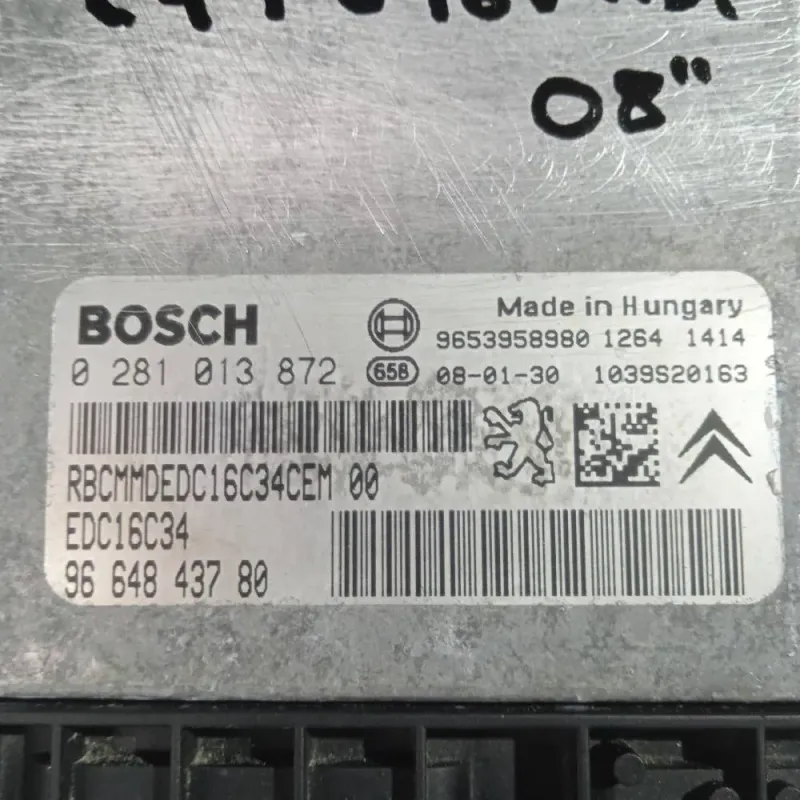 08"
BOSCH
Made in Hungary
9653958980 1264 1414
0 281 013 872 658 08-01-30 1039S20163
RBCMMDEDC16C34CEM 00
EDC16C34
96 648 437 80